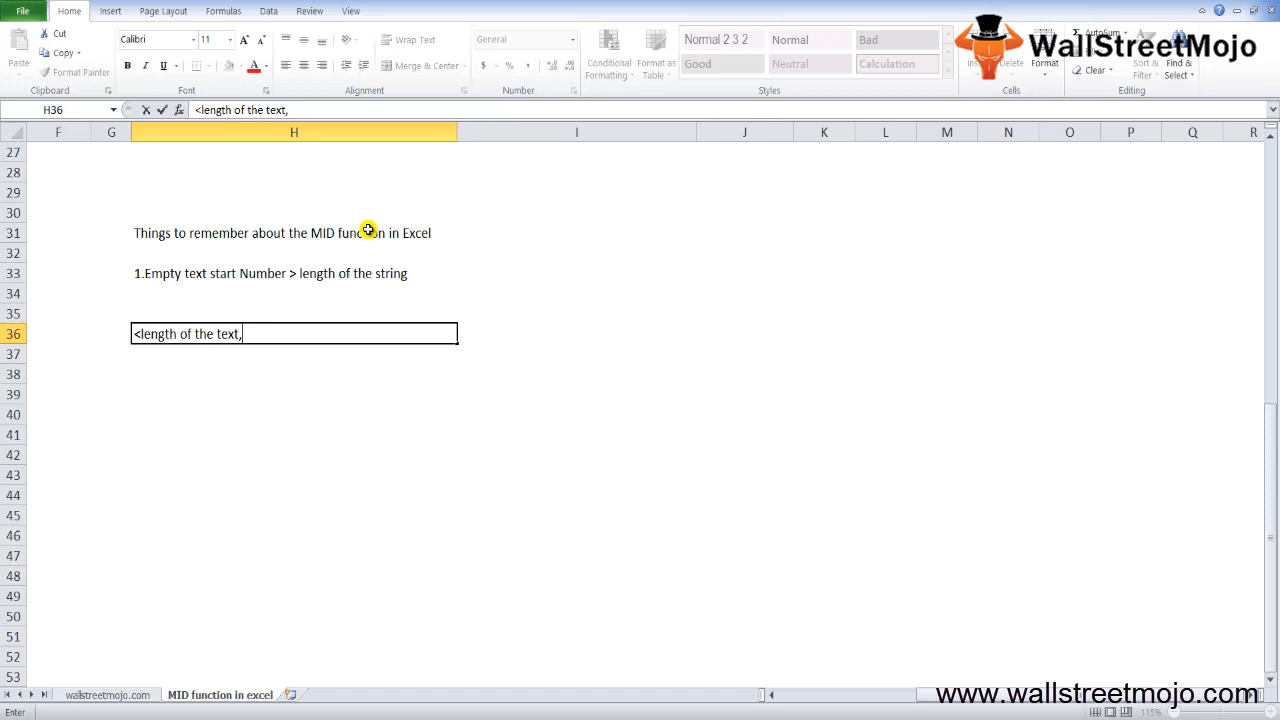 File Home Insert Page Layout Formulas Data Review View
Cut
Copy
Format Painter
Paste
Clipboard
Calibri 11
B I U A
Font
Wrap Text
Merge & Center
Alignment
General
$ % ,
Number
Conditional
Formatting
Format as
Table
Normal 2 3 2 Normal Bad
Good Neutral Calculation
Styles
Format
Cells
AutoSum
Clear
Sort &
Filter
Find &
Select
Editing
WallStreetMojo
H36 fx <length of the text,
F G H I J K L M N O P Q R
27
28
29
30
31 Things to remember about the MID function in Excel
32
33 1.Empty text start Number > length of the string
34
35
36 <length of the text,
37
38
39
40
41
42
43
44
45
46
47
48
49
50
51
52
53
wallstreetmojo.com MID function in excel
www.wallstreetmojo.com
Enter 115%